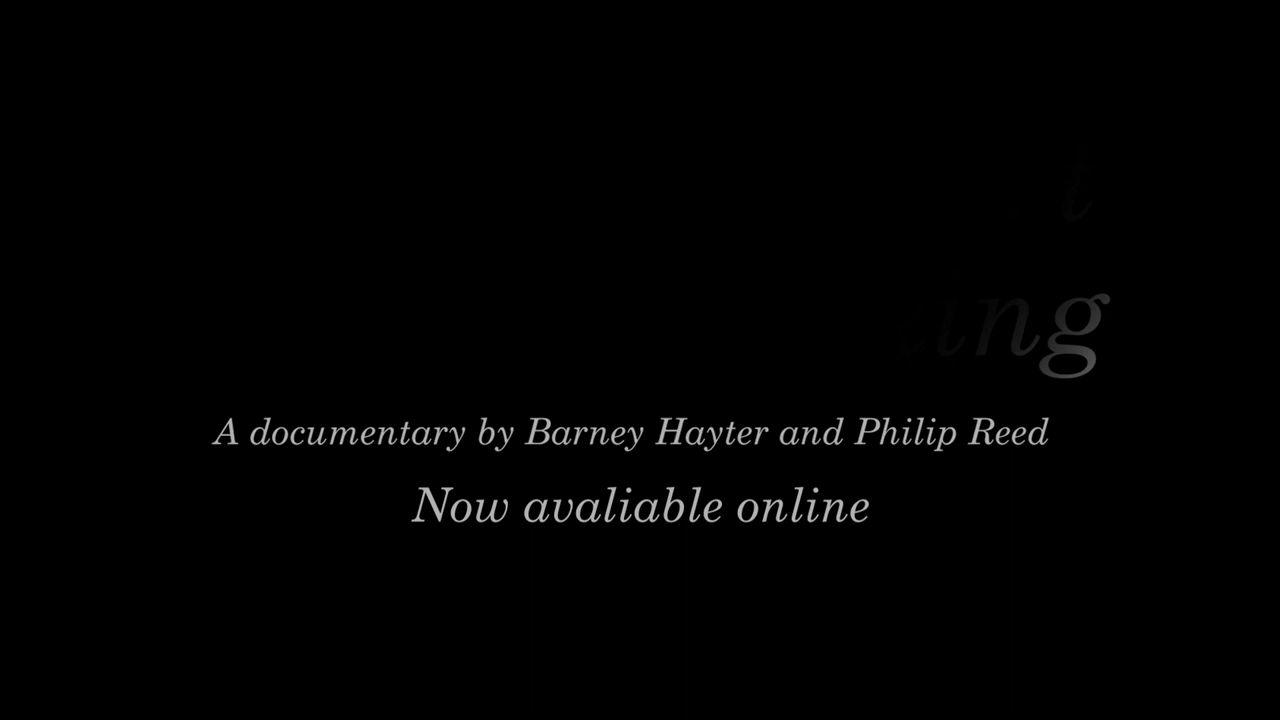 A documentary by Barney Hayter and Philip Reed
Now avaliable online